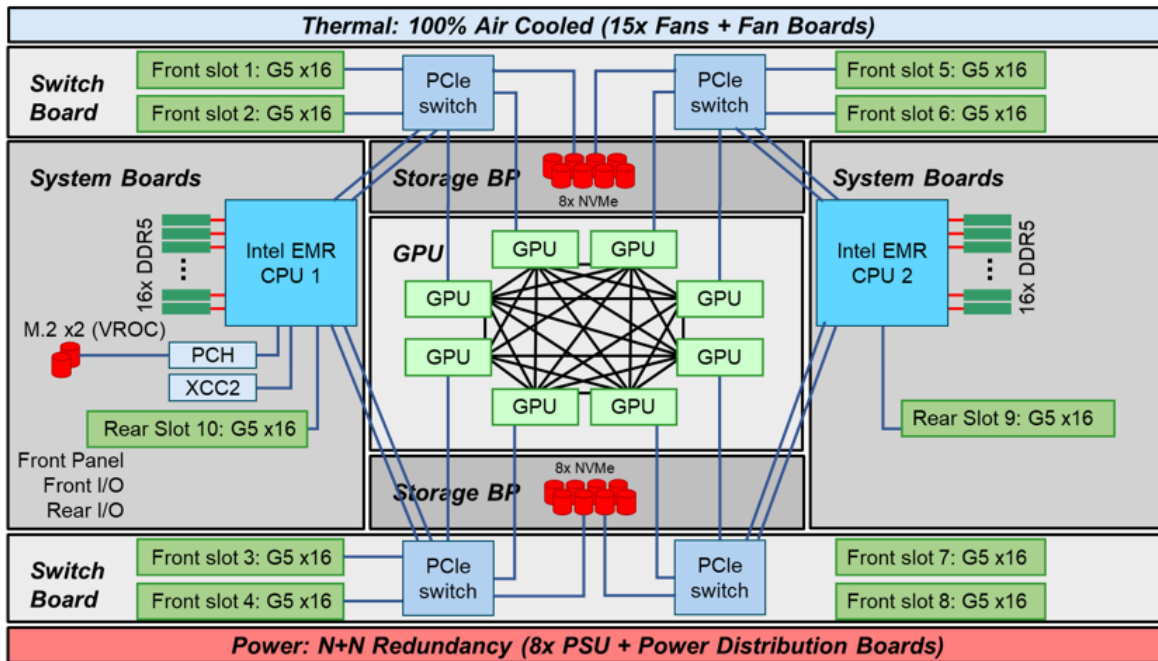 Thermal: 100% Air Cooled (15x Fans + Fan Boards)
Switch
Board
Front slot 1: G5 x16
Front slot 2: G5 x16
PCIe
switch
PCIe
switch
Front slot 5: G5 x16
Front slot 6: G5 x16
System Boards
16x DDR5
...
Intel EMR
CPU 1
M.2 x2 (VROC)
PCH
XCC2
Rear Slot 10: G5 x16
Front Panel
Front I/O
Rear I/O
Storage BP
8x NVMe
GPU
GPU
GPU
GPU
GPU
GPU
GPU
GPU
GPU
8x NVMe
Storage BP
System Boards
Intel EMR
CPU 2
...
16x DDR5
Rear Slot 9: G5 x16
Switch
Board
Front slot 3: G5 x16
Front slot 4: G5 x16
PCIe
switch
PCIe
switch
Front slot 7: G5 x16
Front slot 8: G5 x16
Power: N+N Redundancy (8x PSU + Power Distribution Boards)